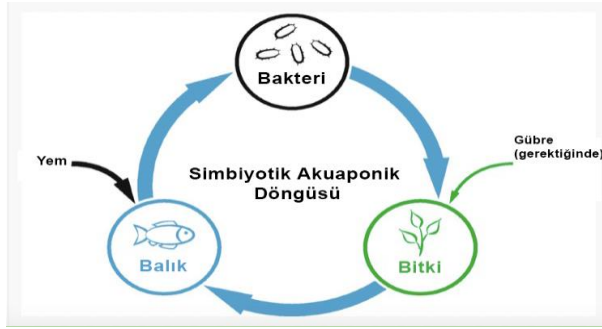 Bakteri
Gübre
(gerektiğinde)
Yem
Simbiyotik Akuaponik
Döngüsü
Balık
Bitki